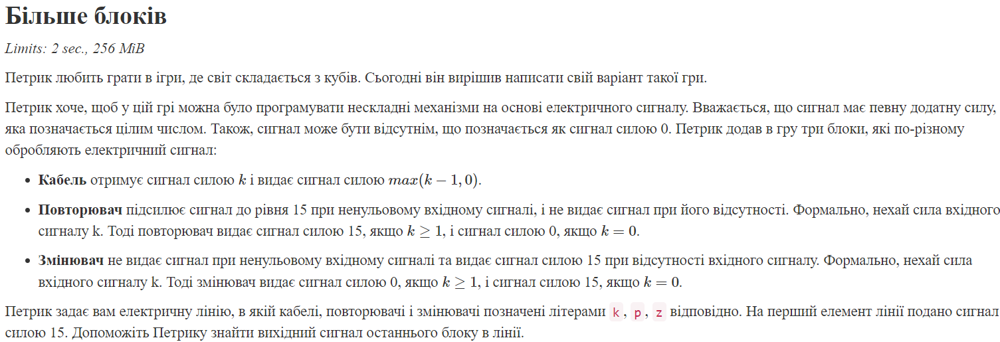 Більше блоків
Limits: 2 sec., 256 MiB
Петрик любить грати в ігри, де світ складається з кубів. Сьогодні він вирішив написати свій варіант такої гри.
Петрик хоче, щоб у цій грі можна було програмувати нескладні механізми на основі електричного сигналу. Вважається, що сигнал має певну додатну силу,
яка позначається цілим числом. Також, сигнал може бути відсутнім, що позначається як сигнал силою 0. Петрик додав в гру три блоки, які по-різному
обробляють електричний сигнал:
• Кабель отримує сигнал силою k і видає сигнал силою max(k − 1, 0).
• Повторювач підсилює сигнал до рівня 15 при ненульовому вхідному сигналі, і не видає сигнал при його відсутності. Формально, нехай сила вхідного
сигналу k. Тоді повторювач видає сигнал силою 15, якщо k ≥ 1, і сигнал силою 0, якщо k = 0.
• Змінювач не видає сигнал при ненульовому вхідному сигналі та видає сигнал силою 15 при відсутності вхідного сигналу. Формально, нехай сила
вхідного сигналу k. Тоді змінювач видає сигнал силою 0, якщо k ≥ 1, і сигнал силою 15, якщо k = 0.
Петрик задає вам електричну лінію, в якій кабелі, повторювачі і змінювачі позначені літерами k, p, z відповідно. На перший елемент лінії подано сигнал
силою 15. Допоможіть Петрику знайти вихідний сигнал останнього блоку в лінії.